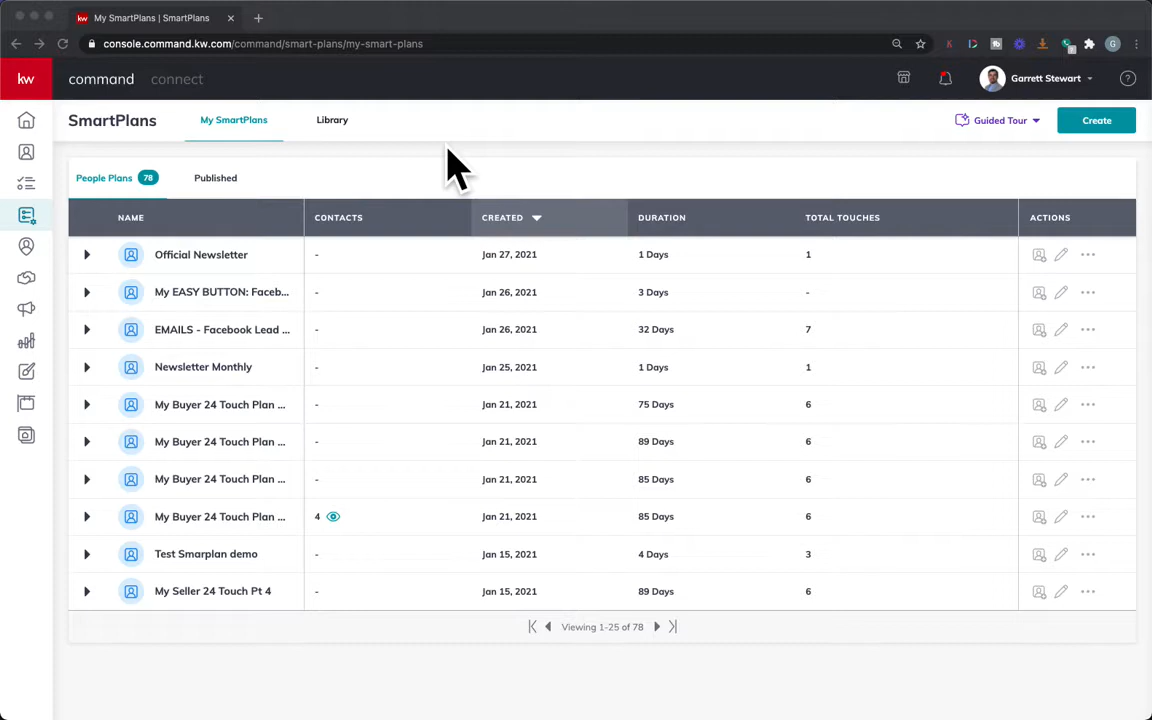 My SmartPlans | SmartPlans
console.command.kw.com/command/smart-plans/my-smart-plans
kw command connect Garrett Stewart
SmartPlans My SmartPlans Library Guided Tour Create
People Plans 78 Published
NAME CONTACTS CREATED DURATION TOTAL TOUCHES ACTIONS
Official Newsletter - Jan 27, 2021 1 Days 1
My EASY BUTTON: Faceb... - Jan 26, 2021 3 Days -
EMAILS - Facebook Lead ... - Jan 26, 2021 32 Days 7
Newsletter Monthly - Jan 25, 2021 1 Days 1
My Buyer 24 Touch Plan ... - Jan 21, 2021 75 Days 6
My Buyer 24 Touch Plan ... - Jan 21, 2021 89 Days 6
My Buyer 24 Touch Plan ... - Jan 21, 2021 85 Days 6
My Buyer 24 Touch Plan ... 4 Jan 21, 2021 85 Days 6
Test Smarplan demo - Jan 15, 2021 4 Days 3
My Seller 24 Touch Pt 4 - Jan 15, 2021 89 Days 6
Viewing 1-25 of 78